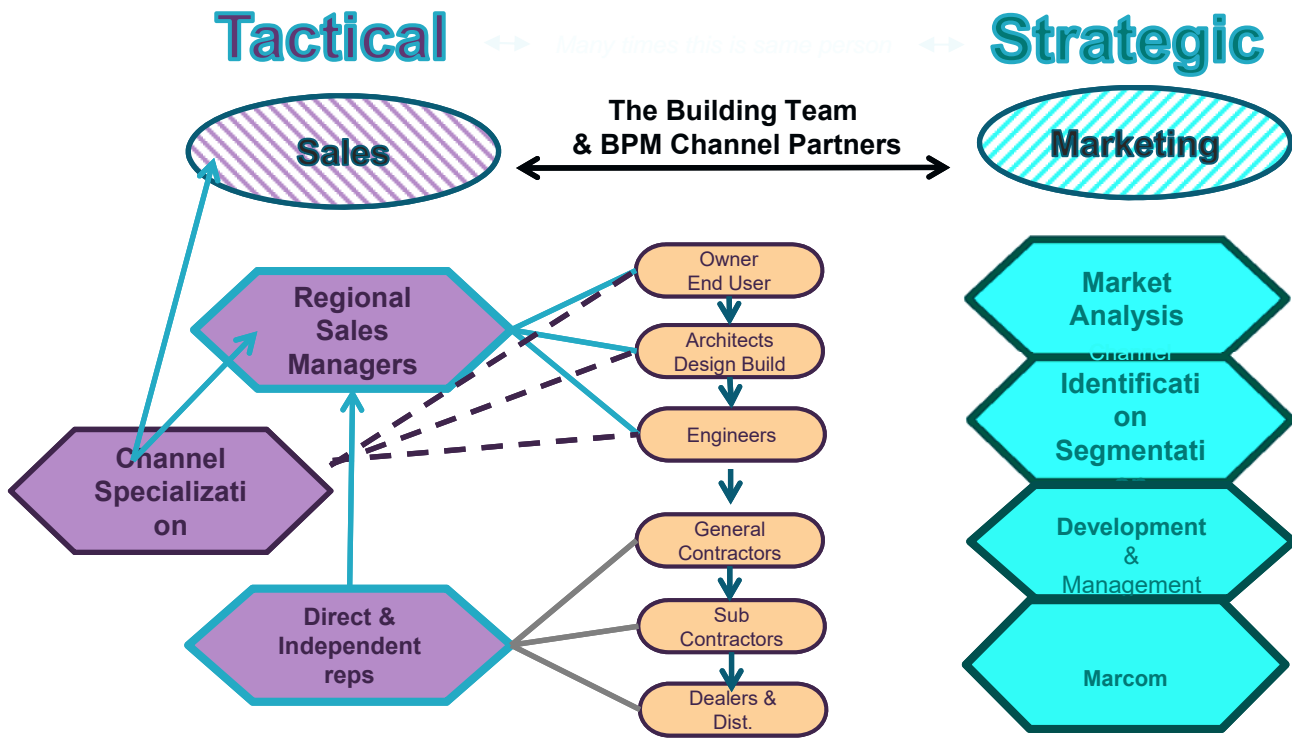 Tactical
Many times this is same person
Strategic
The Building Team
& BPM Channel Partners
Sales
Marketing
Regional
Sales
Managers
Owner
End User
Market
Analysis
Architects
Design Build
Channel
Identificati
on
Segmentati
Channel
Specializati
on
Engineers
General
Contractors
Development
&
Management
Direct &
Independent
reps
Sub
Contractors
Marcom
Dealers &
Dist.